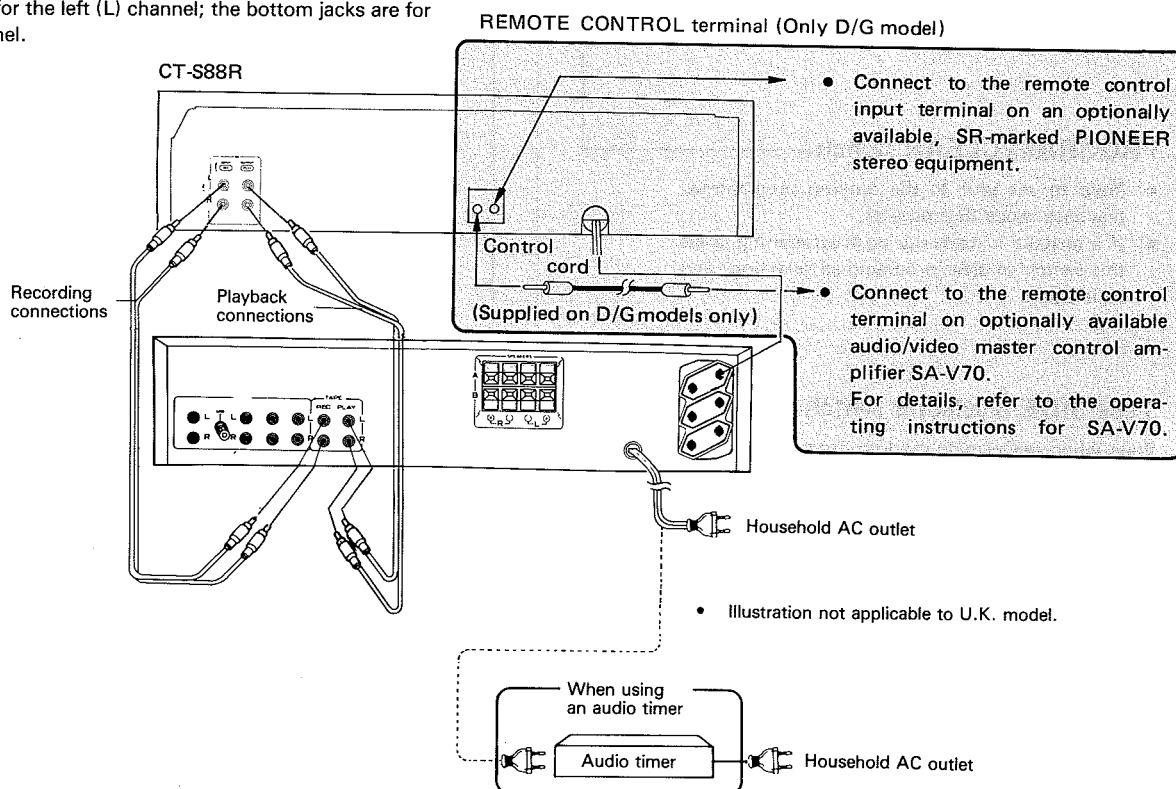 for the left (L) channel; the bottom jacks are for
nel.
REMOTE CONTROL terminal (Only D/G model)
CT-S88R
• Connect to the remote control
input terminal on an optionally
available, SR-marked PIONEER
stereo equipment.
Control
cord
(Supplied on D/G models only)
• Connect to the remote control
terminal on optionally available
audio/video master control am-
plifier SA-V70.
For details, refer to the opera-
ting instructions for SA-V70.
Recording
connections
Playback
connections
SPEAKERS
A
B
R L
TAPE
REC PLAY
L L L
R R R
Household AC outlet
• Illustration not applicable to U.K. model.
When using
an audio timer
Audio timer
Household AC outlet